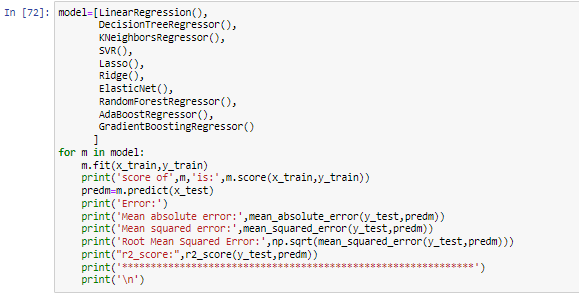 In [72]: model=[LinearRegression(),
DecisionTreeRegressor(),
KNeighborsRegressor(),
SVR(),
Lasso(),
Ridge(),
ElasticNet(),
RandomForestRegressor(),
AdaBoostRegressor(),
GradientBoostingRegressor()
]
for m in model:
m.fit(x_train,y_train)
print('score of',m,'is:',m.score(x_train,y_train))
predm=m.predict(x_test)
print('Error:')
print('Mean absolute error:',mean_absolute_error(y_test,predm))
print('Mean squared error:',mean_squared_error(y_test,predm))
print('Root Mean Squared Error:',np.sqrt(mean_squared_error(y_test,predm)))
print("r2_score:",r2_score(y_test,predm))
print('**************************************************************')
print('\n')